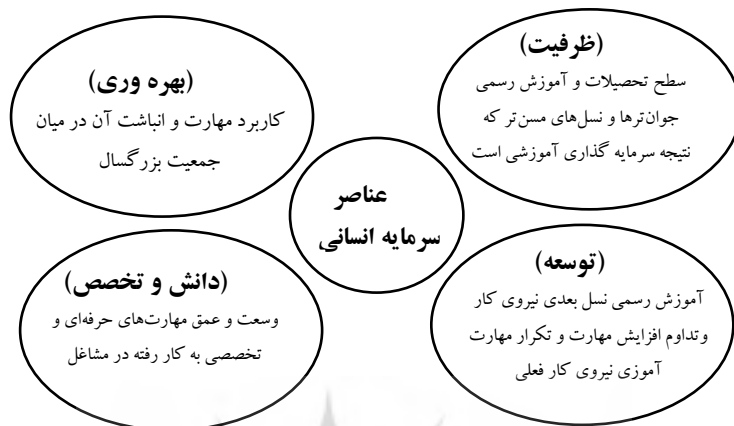 (ظرفیت)
سطح تحصیلات و آموزش رسمی
جوان‌ترها و نسل‌های مسن‌تر که
نتیجه سرمایه گذاری آموزشی است
(بهره وری)
کاربرد مهارت و انباشت آن در میان
جمعیت بزرگسال
عناصر
سرمایه انسانی
(توسعه)
آموزش رسمی نسل بعدی نیروی کار
وتداوم افزایش مهارت و تکرار مهارت
آموزی نیروی کار فعلی
(دانش و تخصص)
وسعت و عمق مهارت‌های حرفه‌ای و
تخصصی به کار رفته در مشاغل